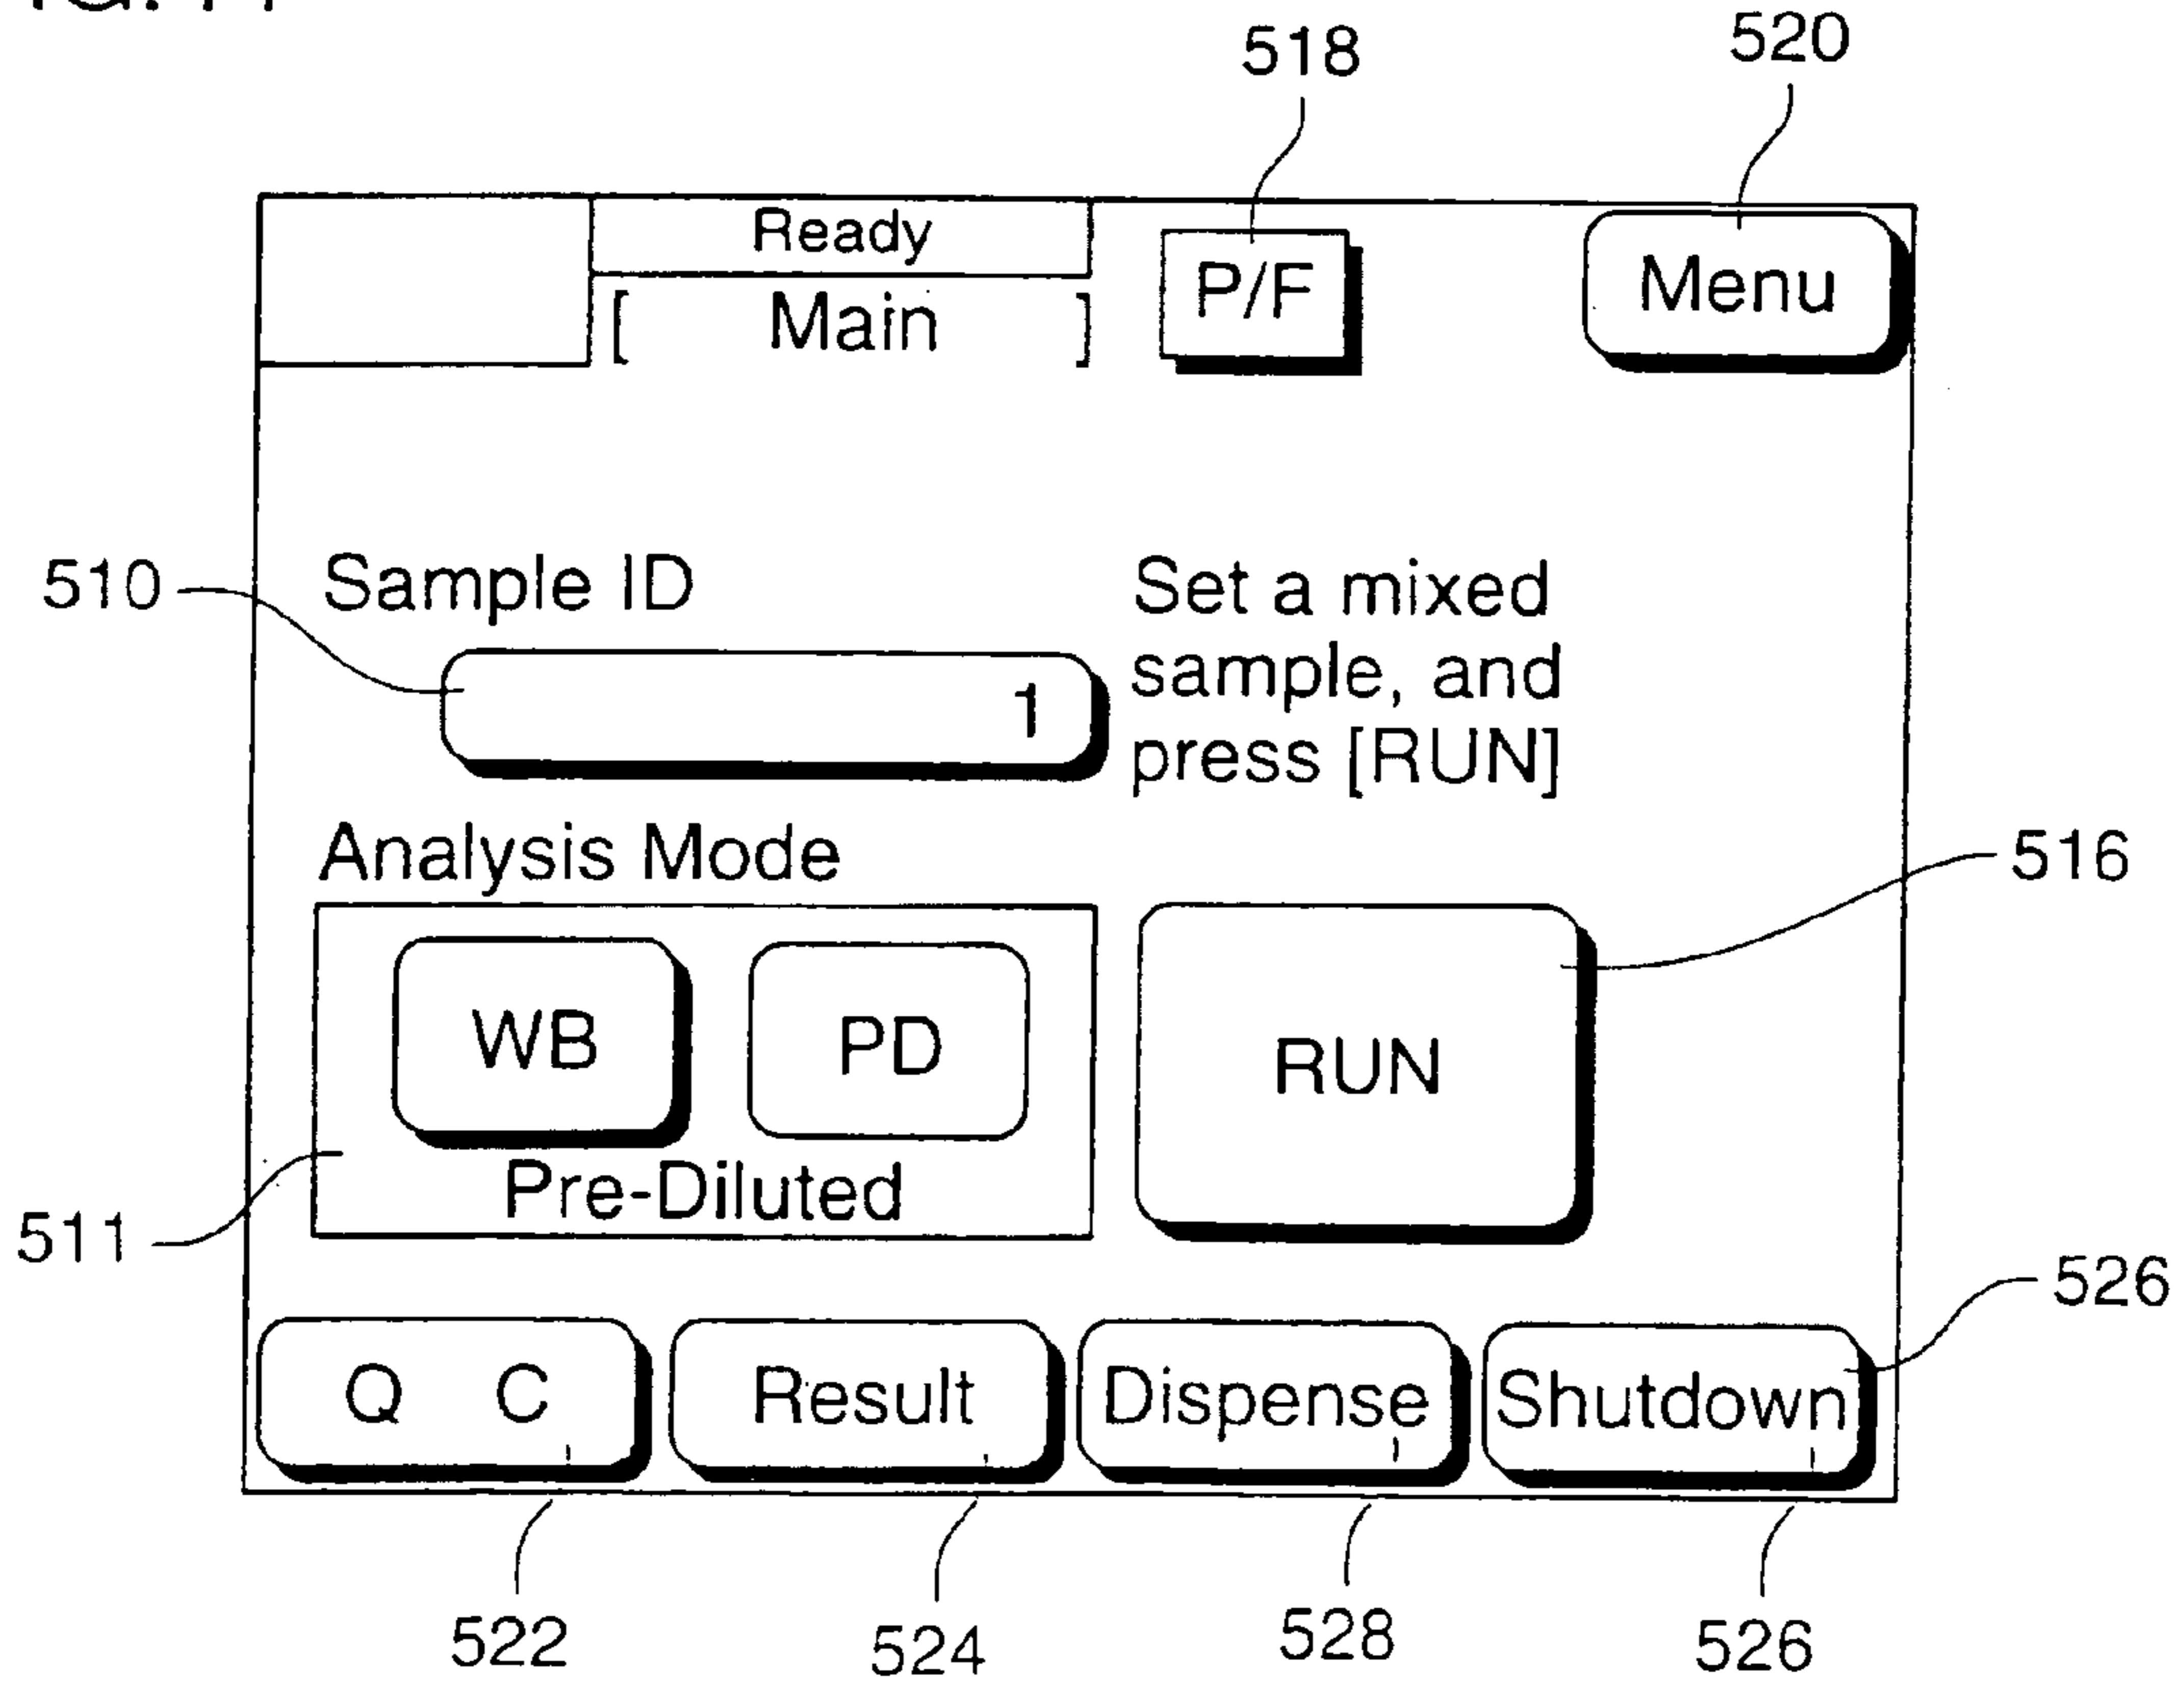 518
520
Ready
[ Main ]
P/F
Menu
510
Sample ID
Set a mixed
sample, and
press [RUN]
1
Analysis Mode
516
WB
PD
RUN
Pre-Diluted
511
526
Q C
Result
Dispense
Shutdown
522
524
528
526